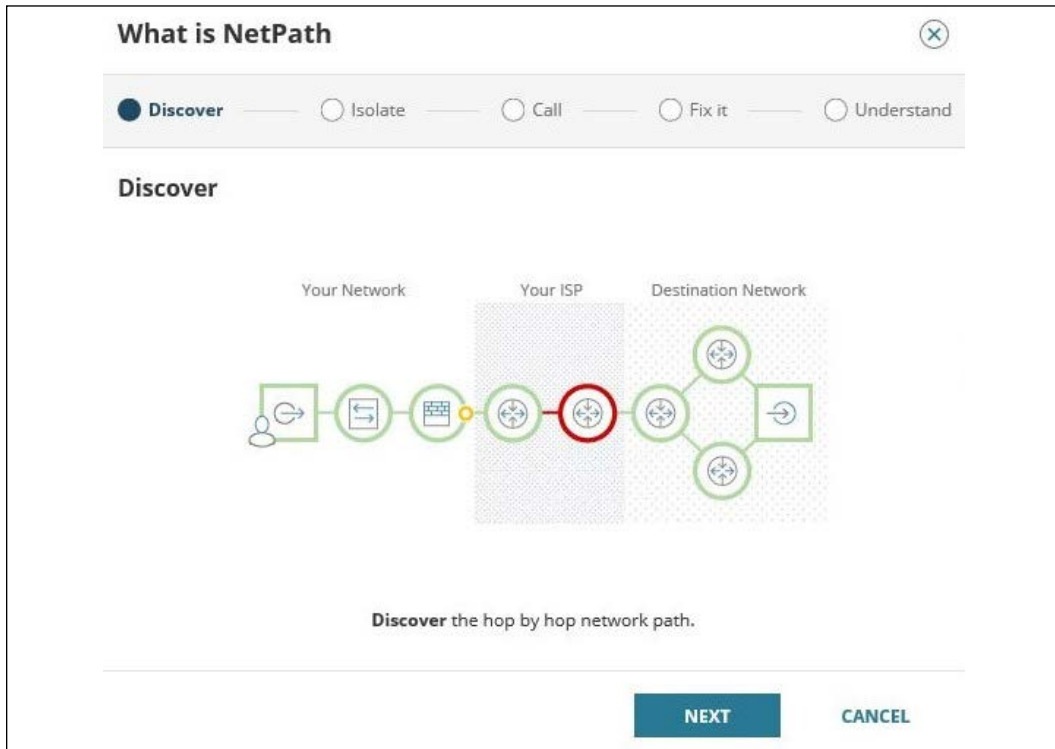 What is NetPath
Discover Isolate Call Fix it Understand
Discover
Your Network Your ISP Destination Network
Discover the hop by hop network path.
NEXT CANCEL